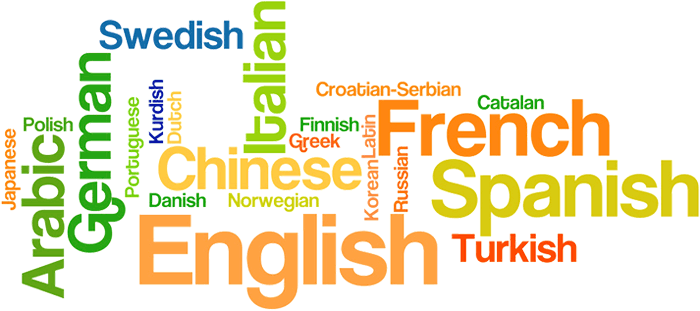 Swedish
Italian
German
Croatian-Serbian
Kurdish
Dutch
Portuguese
Catalan
Polish
Finnish
French
Latin
Greek
Japanese
Arabic
Chinese
Korean
Russian
Spanish
Danish
Norwegian
English
Turkish